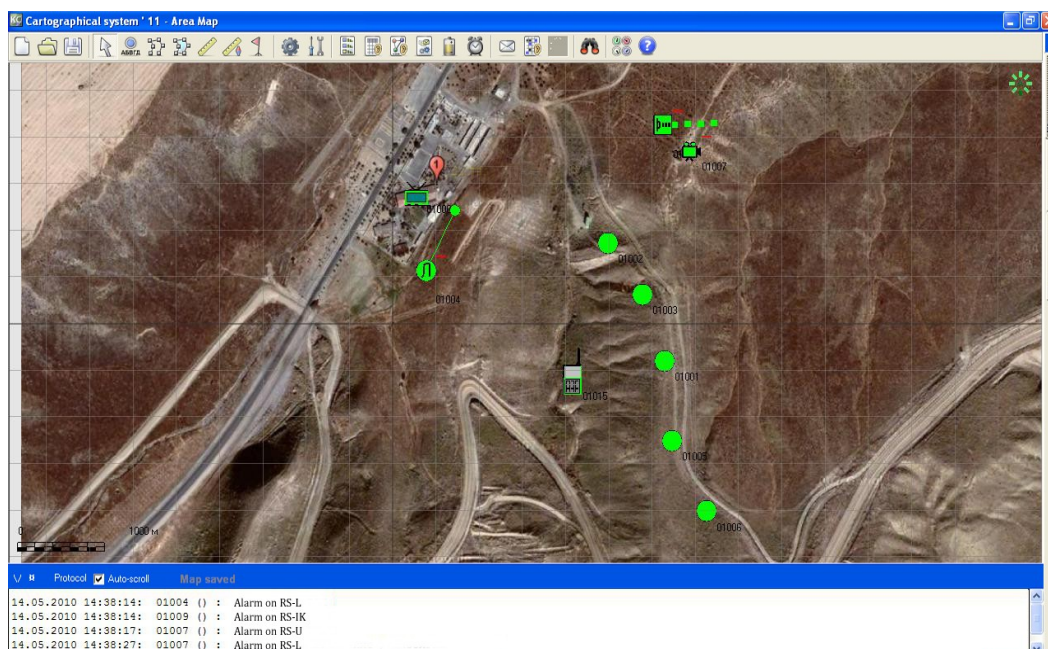 KC Cartographical system ' 11 - Area Map
АБВГД
1
01007
01002
01003
01004
01001
01015
01005
01006
0 1000 м
Protocol Auto-scroll Map saved
14.05.2010 14:38:14: 01004 () : Alarm on RS-L
14.05.2010 14:38:14: 01009 () : Alarm on RS-IK
14.05.2010 14:38:17: 01007 () : Alarm on RS-U
14.05.2010 14:38:27: 01007 () : Alarm on RS-L